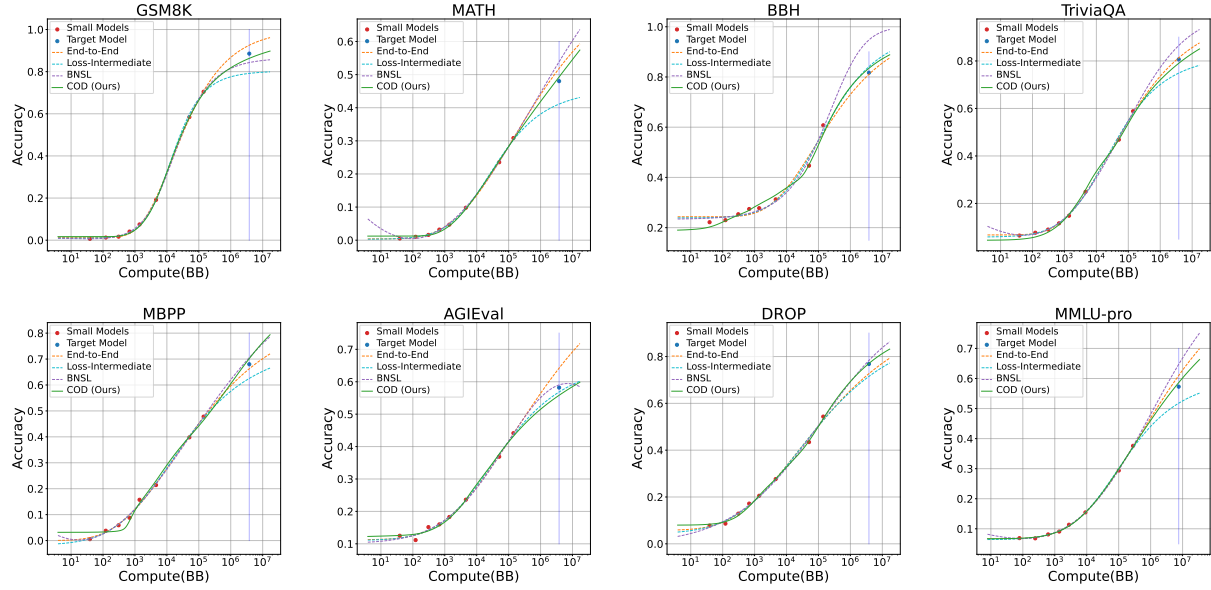 GSM8K
Small Models
Target Model
End-to-End
Loss-Intermediate
BNSL
COD (Ours)
Accuracy
1.0
0.8
0.6
0.4
0.2
0.0
10¹ 10² 10³ 10⁴ 10⁵ 10⁶ 10⁷
Compute(BB)
MATH
Small Models
Target Model
End-to-End
Loss-Intermediate
BNSL
COD (Ours)
Accuracy
0.6
0.5
0.4
0.3
0.2
0.1
0.0
10¹ 10² 10³ 10⁴ 10⁵ 10⁶ 10⁷
Compute(BB)
BBH
Small Models
Target Model
End-to-End
Loss-Intermediate
BNSL
COD (Ours)
Accuracy
1.0
0.8
0.6
0.4
0.2
10¹ 10² 10³ 10⁴ 10⁵ 10⁶ 10⁷
Compute(BB)
TriviaQA
Small Models
Target Model
End-to-End
Loss-Intermediate
BNSL
COD (Ours)
Accuracy
0.8
0.6
0.4
0.2
10¹ 10² 10³ 10⁴ 10⁵ 10⁶ 10⁷
Compute(BB)
MBPP
Small Models
Target Model
End-to-End
Loss-Intermediate
BNSL
COD (Ours)
Accuracy
0.8
0.7
0.6
0.5
0.4
0.3
0.2
0.1
0.0
10¹ 10² 10³ 10⁴ 10⁵ 10⁶ 10⁷
Compute(BB)
AGIEval
Small Models
Target Model
End-to-End
Loss-Intermediate
BNSL
COD (Ours)
Accuracy
0.7
0.6
0.5
0.4
0.3
0.2
0.1
10¹ 10² 10³ 10⁴ 10⁵ 10⁶ 10⁷
Compute(BB)
DROP
Small Models
Target Model
End-to-End
Loss-Intermediate
BNSL
COD (Ours)
Accuracy
0.8
0.6
0.4
0.2
0.0
10¹ 10² 10³ 10⁴ 10⁵ 10⁶ 10⁷
Compute(BB)
MMLU-pro
Small Models
Target Model
End-to-End
Loss-Intermediate
BNSL
COD (Ours)
Accuracy
0.7
0.6
0.5
0.4
0.3
0.2
0.1
10¹ 10² 10³ 10⁴ 10⁵ 10⁶ 10⁷
Compute(BB)